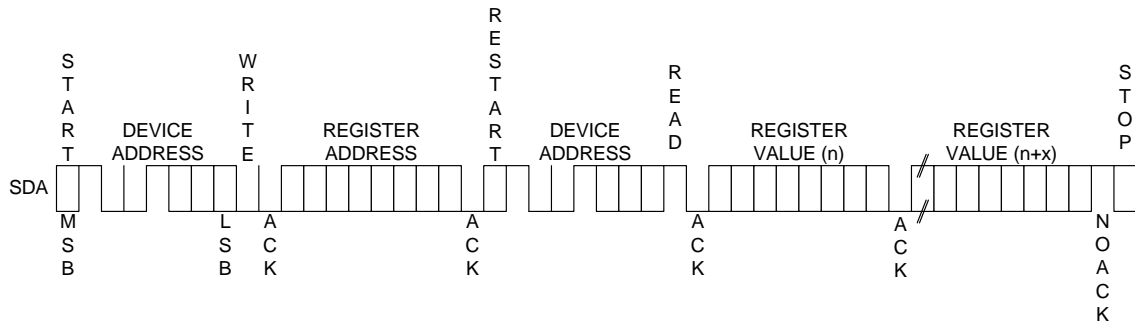 START
WRITE
RESTART
READ
STOP
DEVICE
ADDRESS
REGISTER
ADDRESS
DEVICE
ADDRESS
REGISTER
VALUE (n)
REGISTER
VALUE (n+x)
SDA
MSB
LSB
ACK
ACK
ACK
ACK
NOACK